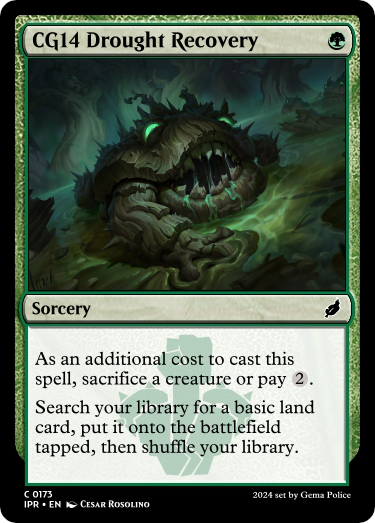 CG14 Drought Recovery
Sorcery
As an additional cost to cast this
spell, sacrifice a creature or pay 2.
Search your library for a basic land
card, put it onto the battlefield
tapped, then shuffle your library.
C 0173
IPR • EN Cesar Rosolino
2024 set by Gema Police